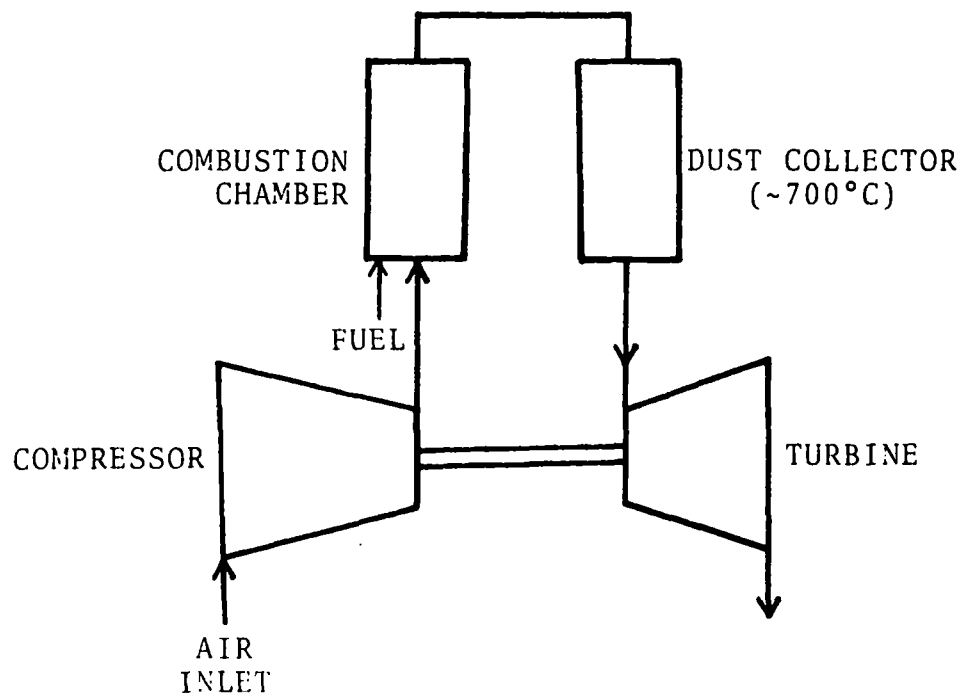 COMBUSTION
CHAMBER
DUST COLLECTOR
(~700°C)
FUEL
COMPRESSOR
TURBINE
AIR
INLET